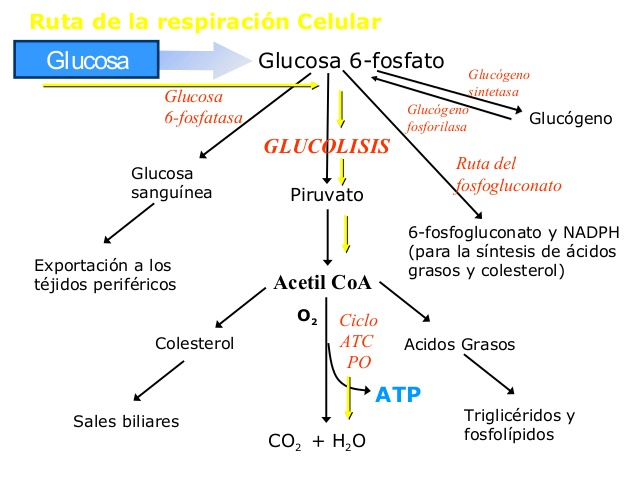 Ruta de la respiración Celular
Glucosa
Glucosa 6-fosfato
Glucógeno
sintetasa
Glucosa
6-fosfatasa
Glucógeno
fosforilasa
Glucógeno
GLUCOLISIS
Ruta del
fosfogluconato
Glucosa
sanguínea
Piruvato
6-fosfogluconato y NADPH
(para la síntesis de ácidos
grasos y colesterol)
Exportación a los
téjidos periféricos
Acetil CoA
O₂
Ciclo
ATC
PO
Colesterol
Acidos Grasos
ATP
Sales biliares
Triglicéridos y
fosfolípidos
CO₂ + H₂O